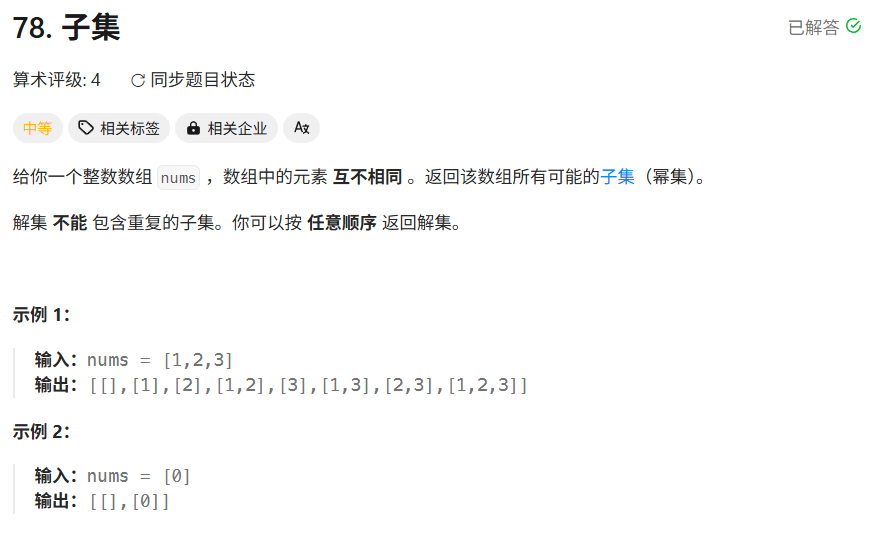 78. 子集
已解答
算术评级: 4 同步题目状态
中等 相关标签 相关企业 A文
给你一个整数数组 nums ，数组中的元素 互不相同 。返回该数组所有可能的子集（幂集）。
解集 不能 包含重复的子集。你可以按 任意顺序 返回解集。
示例 1：
输入：nums = [1,2,3]
输出：[[],[1],[2],[1,2],[3],[1,3],[2,3],[1,2,3]]
示例 2：
输入：nums = [0]
输出：[[],[0]]